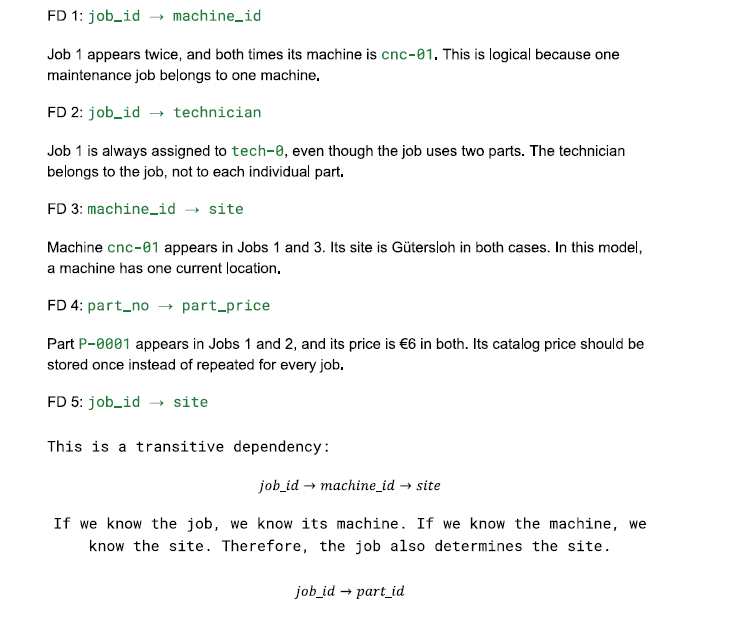 FD 1: job_id → machine_id
Job 1 appears twice, and both times its machine is cnc-01. This is logical because one
maintenance job belongs to one machine.
FD 2: job_id → technician
Job 1 is always assigned to tech-0, even though the job uses two parts. The technician
belongs to the job, not to each individual part.
FD 3: machine_id → site
Machine cnc-01 appears in Jobs 1 and 3. Its site is Gütersloh in both cases. In this model,
a machine has one current location.
FD 4: part_no → part_price
Part P-0001 appears in Jobs 1 and 2, and its price is €6 in both. Its catalog price should be
stored once instead of repeated for every job.
FD 5: job_id → site
This is a transitive dependency:
job_id → machine_id → site
If we know the job, we know its machine. If we know the machine, we
know the site. Therefore, the job also determines the site.
job_id → part_id